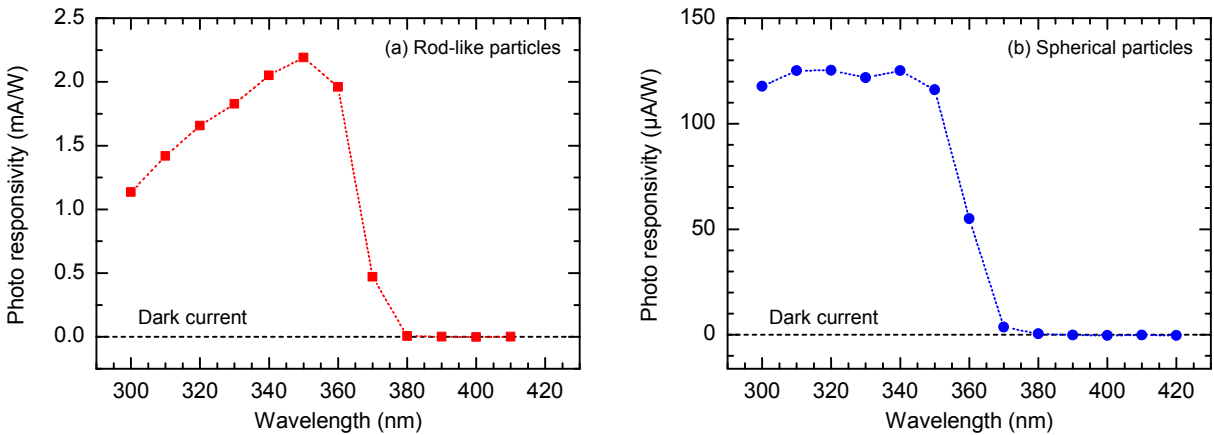 (a) Rod-like particles
Photo responsivity (mA/W)
2.5
2.0
1.5
1.0
0.5
0.0
Dark current
300 320 340 360 380 400 420
Wavelength (nm)
(b) Spherical particles
Photo responsivity (µA/W)
150
100
50
0
Dark current
300 320 340 360 380 400 420
Wavelength (nm)